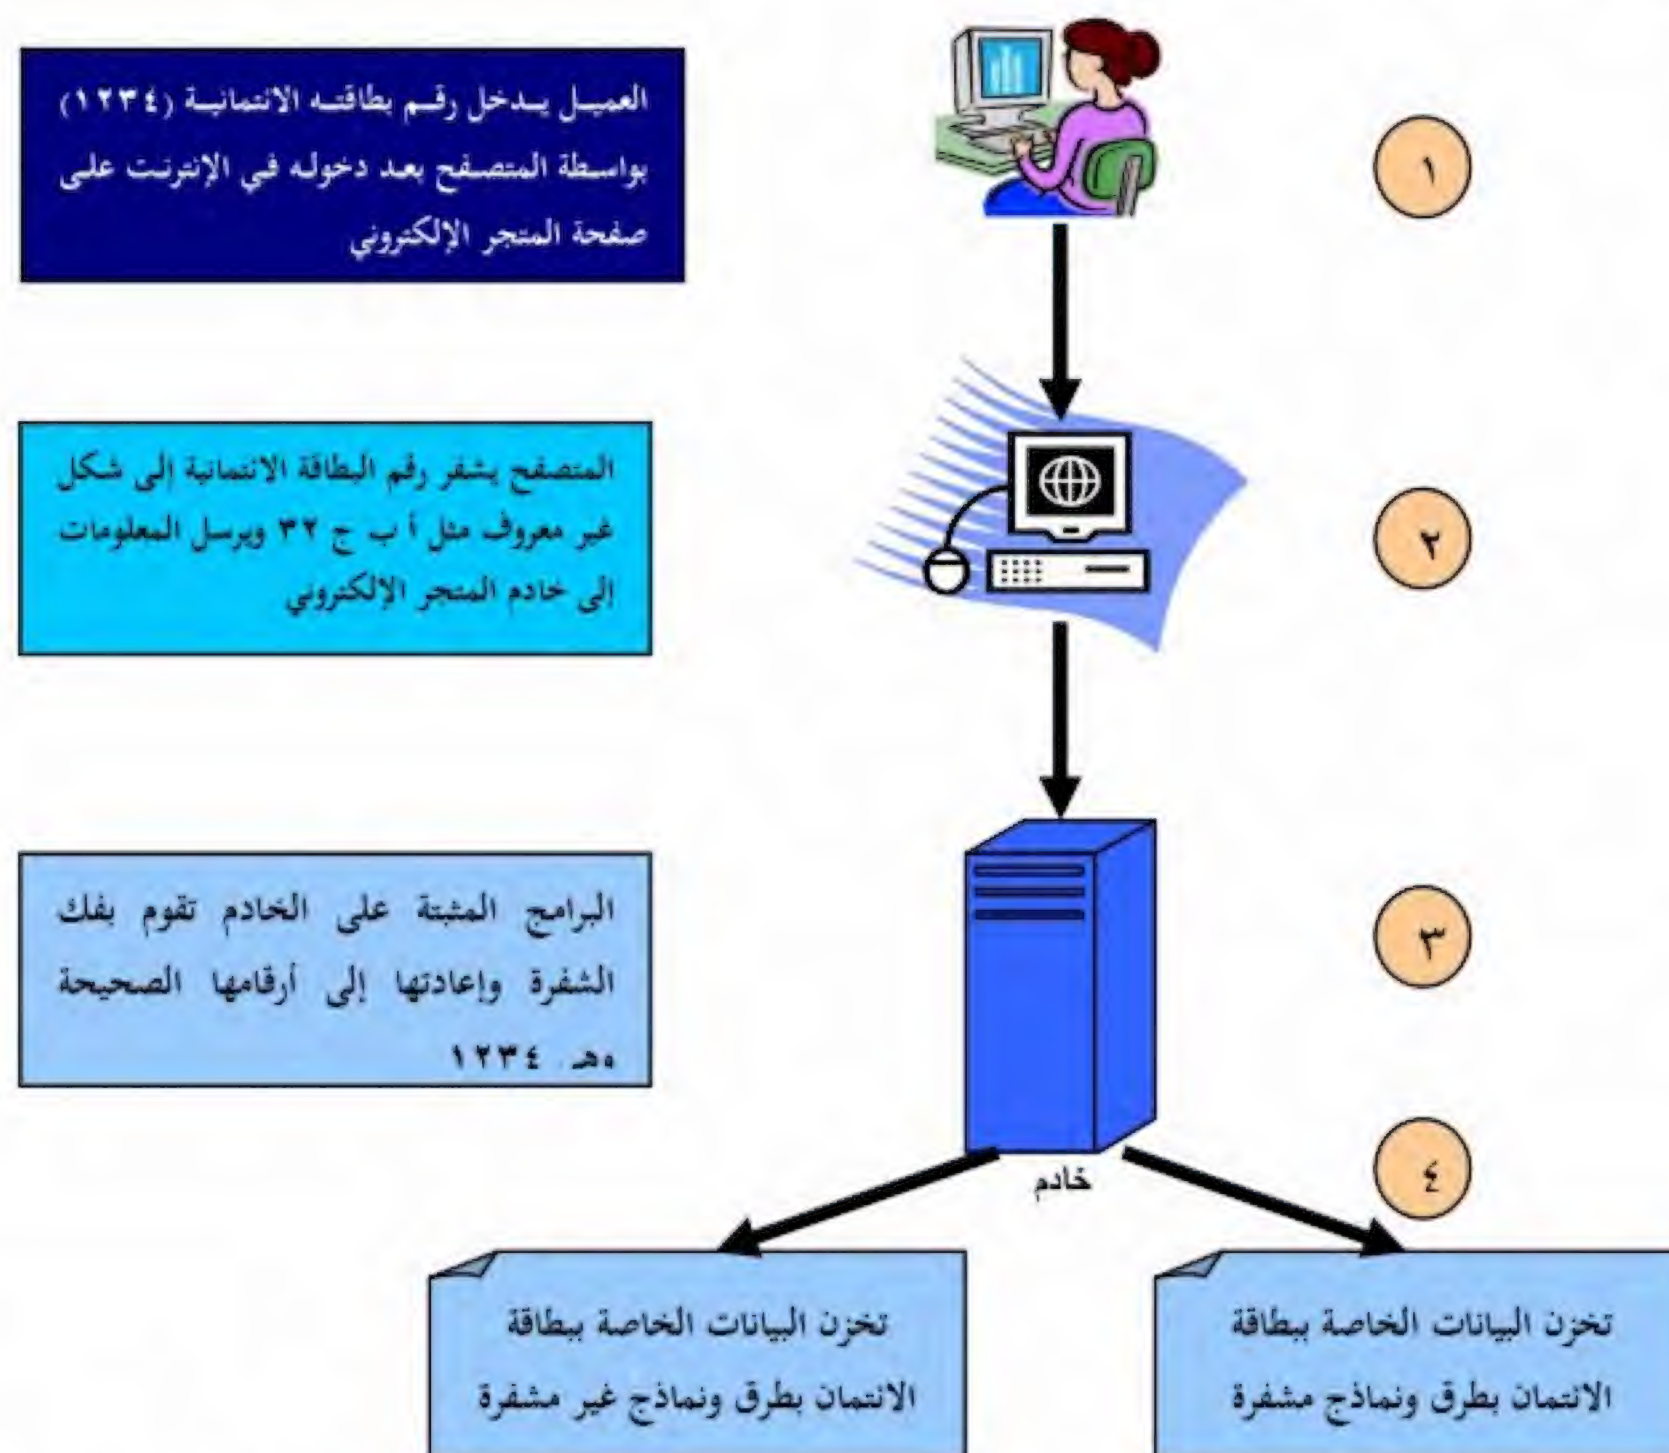 ١
العميل يدخل رقم بطاقته الائتمانية (١٢٣٤)
بواسطة المتصفح بعد دخوله في الإنترنت على
صفحة المتجر الإلكتروني
٢
المتصفح يشفر رقم البطاقة الائتمانية إلى شكل
غير معروف مثل أ ب ج ٣٢ ويرسل المعلومات
إلى خادم المتجر الإلكتروني
٣
البرامج المثبتة على الخادم تقوم بفك
الشفرة وإعادتها إلى أرقامها الصحيحة
١٢٣٤
٤
خادم
تخزن البيانات الخاصة ببطاقة
الائتمان بطرق ونماذج مشفرة
تخزن البيانات الخاصة ببطاقة
الائتمان بطرق ونماذج غير مشفرة